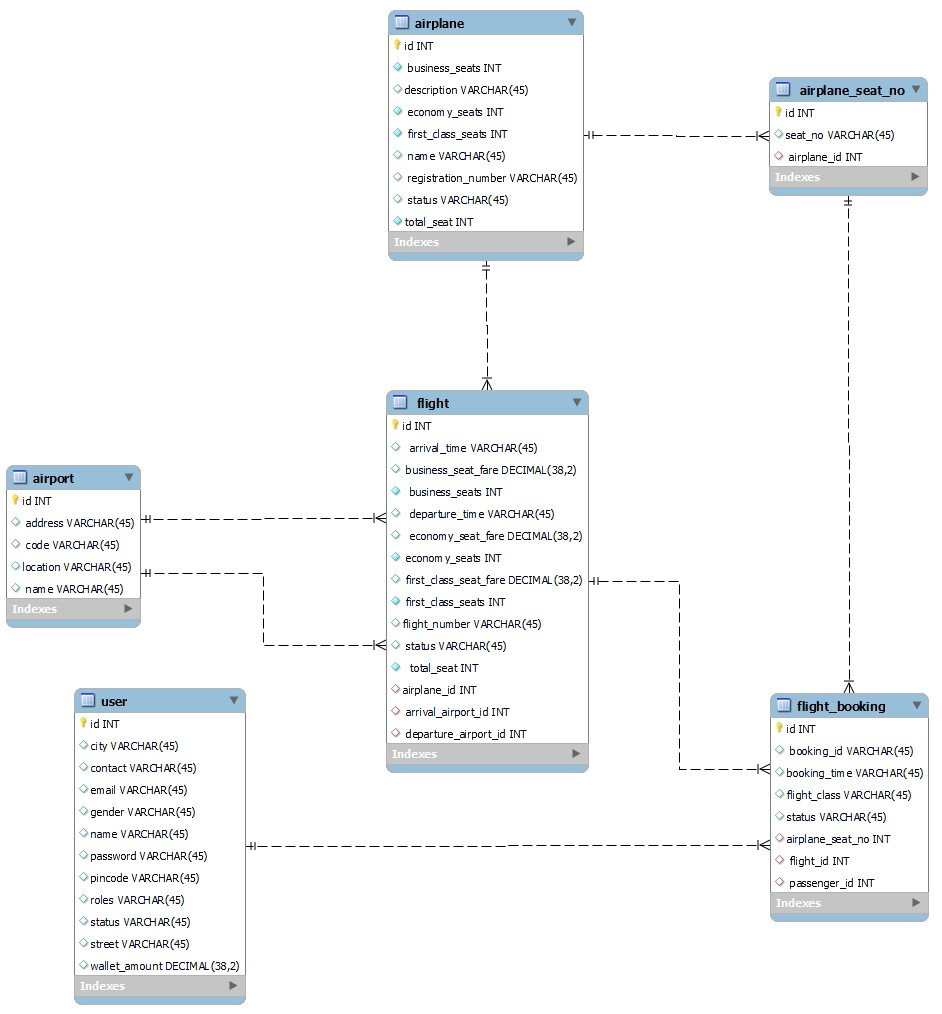 airplane
id INT
business_seats INT
description VARCHAR(45)
economy_seats INT
first_class_seats INT
name VARCHAR(45)
registration_number VARCHAR(45)
status VARCHAR(45)
total_seat INT
Indexes
airplane_seat_no
id INT
seat_no VARCHAR(45)
airplane_id INT
Indexes
flight
id INT
arrival_time VARCHAR(45)
business_seat_fare DECIMAL(38,2)
business_seats INT
departure_time VARCHAR(45)
economy_seat_fare DECIMAL(38,2)
economy_seats INT
first_class_seat_fare DECIMAL(38,2)
first_class_seats INT
flight_number VARCHAR(45)
status VARCHAR(45)
total_seat INT
airplane_id INT
arrival_airport_id INT
departure_airport_id INT
Indexes
airport
id INT
address VARCHAR(45)
code VARCHAR(45)
location VARCHAR(45)
name VARCHAR(45)
Indexes
user
id INT
city VARCHAR(45)
contact VARCHAR(45)
email VARCHAR(45)
gender VARCHAR(45)
name VARCHAR(45)
password VARCHAR(45)
pincode VARCHAR(45)
roles VARCHAR(45)
status VARCHAR(45)
street VARCHAR(45)
wallet_amount DECIMAL(38,2)
Indexes
flight_booking
id INT
booking_id VARCHAR(45)
booking_time VARCHAR(45)
flight_class VARCHAR(45)
status VARCHAR(45)
airplane_seat_no INT
flight_id INT
passenger_id INT
Indexes